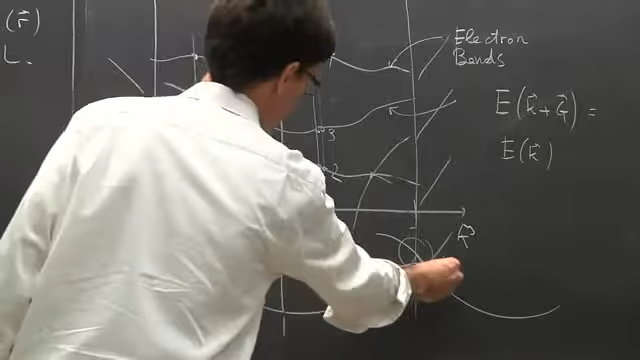 (r⃗)
L.
Electron
Bands
E(k⃗+G⃗)=
E(k⃗)
3
2
k⃗